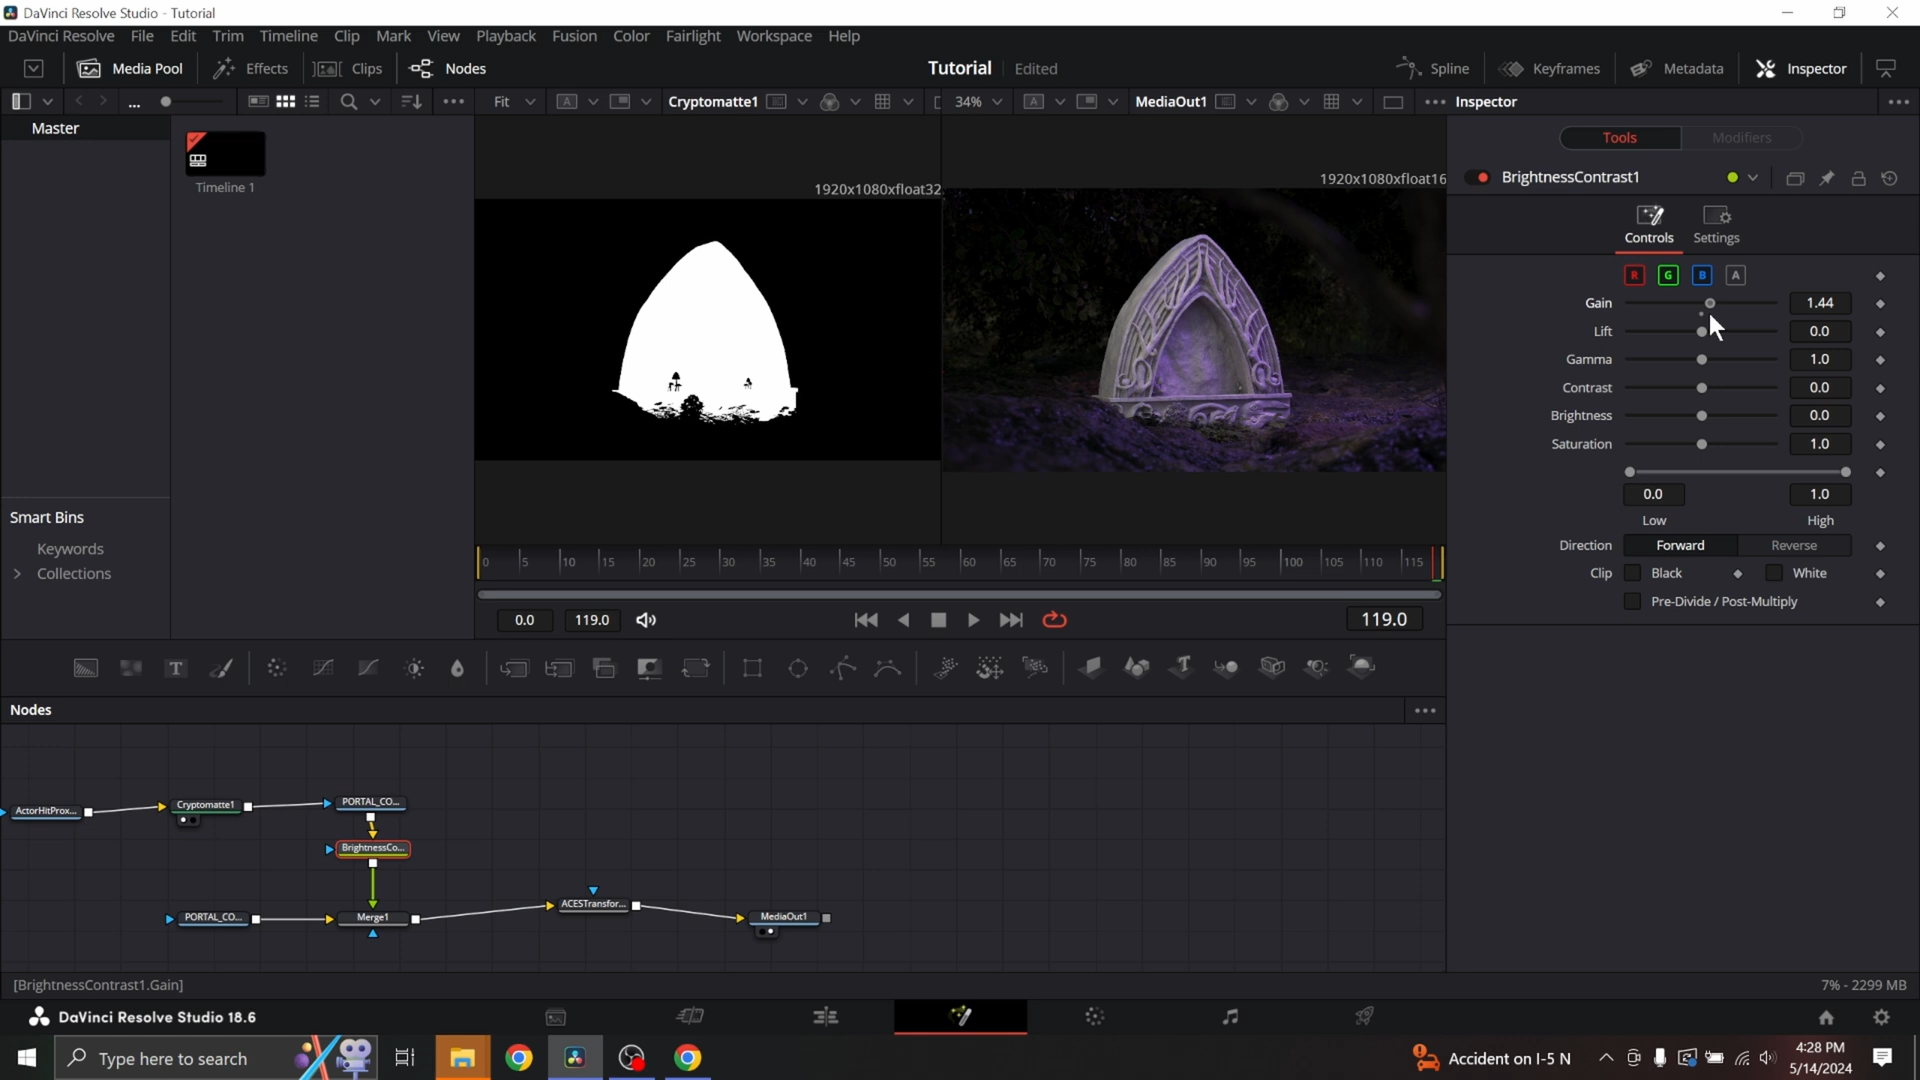 DaVinci Resolve Studio - Tutorial
DaVinci Resolve File Edit Trim Timeline Clip Mark View Playback Fusion Color Fairlight Workspace Help
Media Pool Effects Clips Nodes Tutorial Edited Spline Keyframes Metadata Inspector
... Fit A Cryptomatte1 34% A MediaOut1 Inspector
Master
Timeline 1
1920x1080xfloat32
1920x1080xfloat16
Tools Modifiers
BrightnessContrast1
Controls Settings
R G B A
Gain 1.44
Lift 0.0
Gamma 1.0
Contrast 0.0
Brightness 0.0
Saturation 1.0
0.0 1.0
Low High
Direction Forward Reverse
Clip Black White
Pre-Divide / Post-Multiply
Smart Bins
Keywords
Collections
0 5 10 15 20 25 30 35 40 45 50 55 60 65 70 75 80 85 90 95 100 105 110 115
0.0 119.0 119.0
T T
Nodes
ActorHitProx... Cryptomatte1 PORTAL_CO...
BrightnessCo...
PORTAL_CO... Merge1 ACESTransfor... MediaOut1
[BrightnessContrast1.Gain] 7% - 2299 MB
DaVinci Resolve Studio 18.6
Type here to search Accident on I-5 N 4:28 PM
5/14/2024